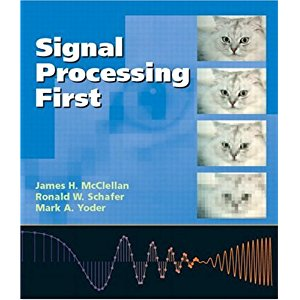 Signal
Processing
First
James H. McClellan
Ronald W. Schafer
Mark A. Yoder